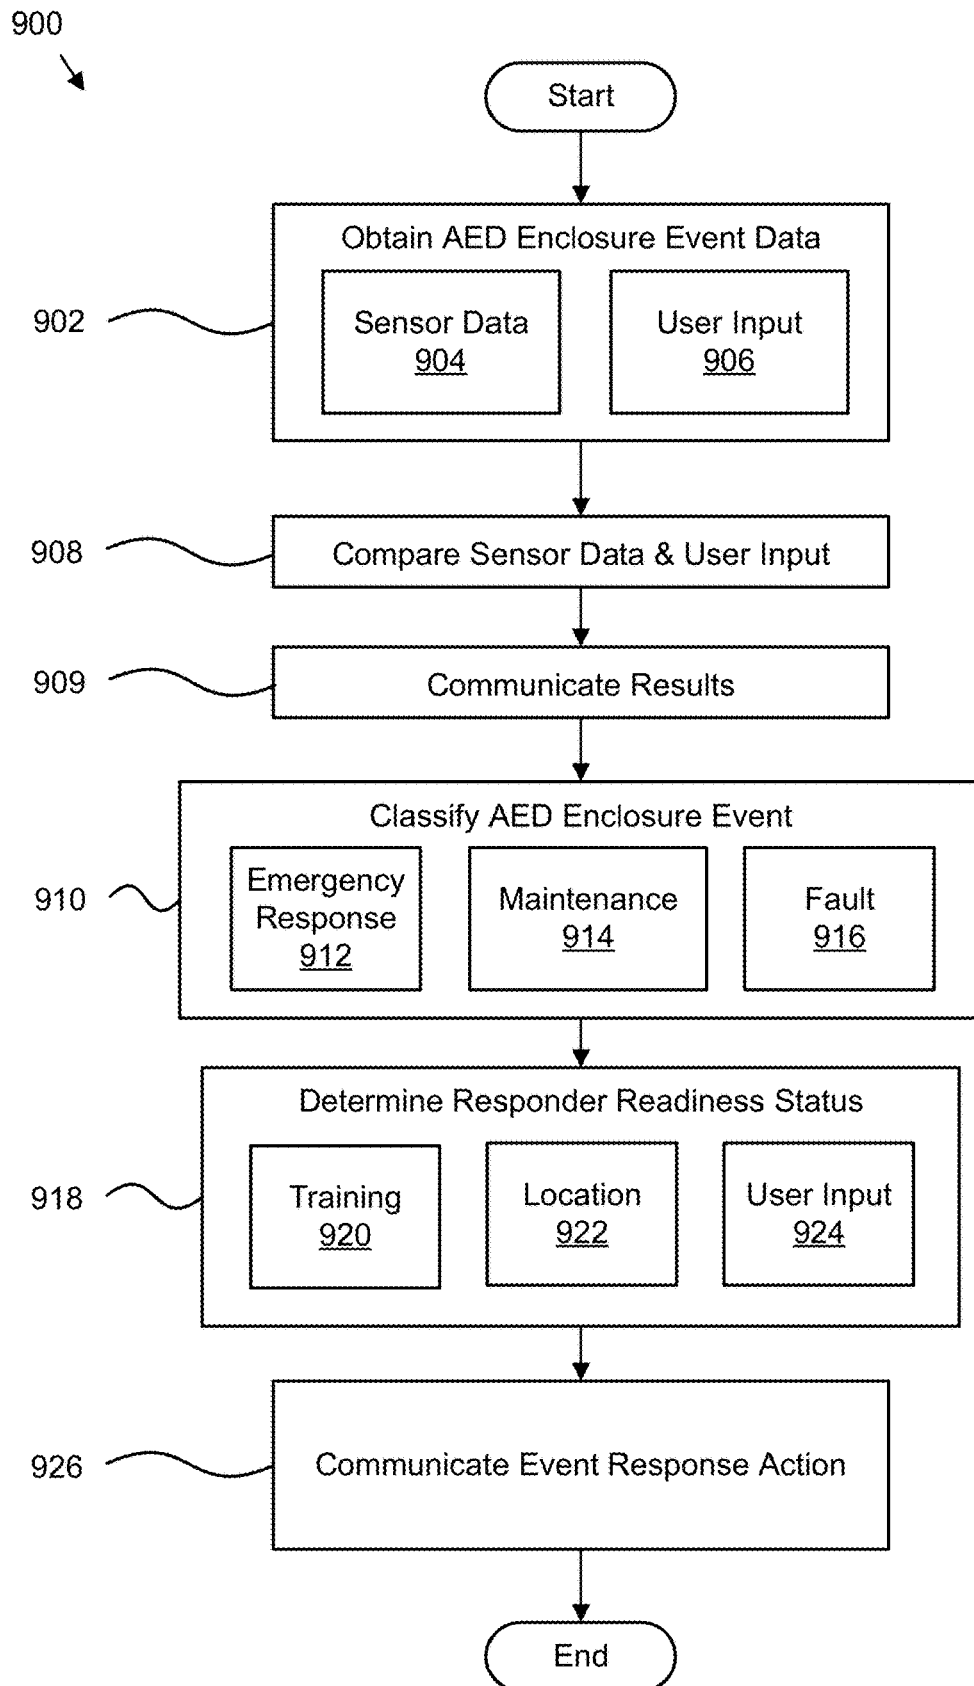 900
Start
Obtain AED Enclosure Event Data
902
Sensor Data
904
User Input
906
908
Compare Sensor Data & User Input
909
Communicate Results
Classify AED Enclosure Event
910
Emergency
Response
912
Maintenance
914
Fault
916
Determine Responder Readiness Status
918
Training
920
Location
922
User Input
924
926
Communicate Event Response Action
End